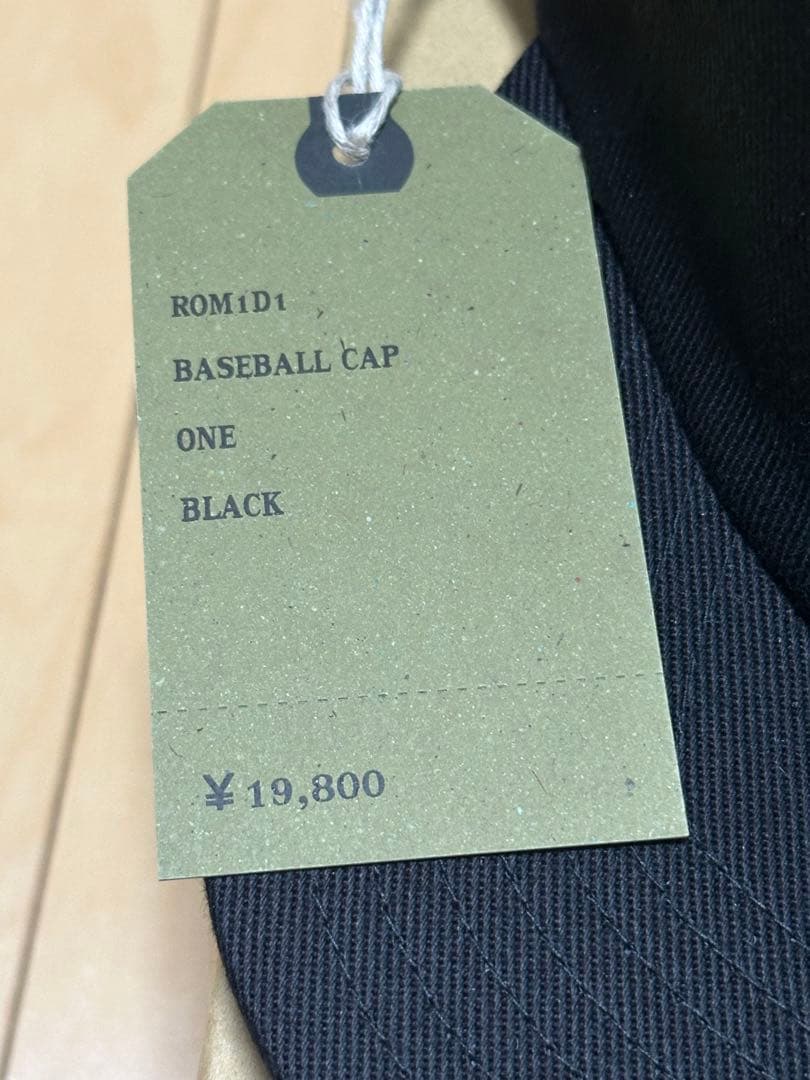 ROM1D1
BASEBALL CAP
ONE
BLACK
¥19,800